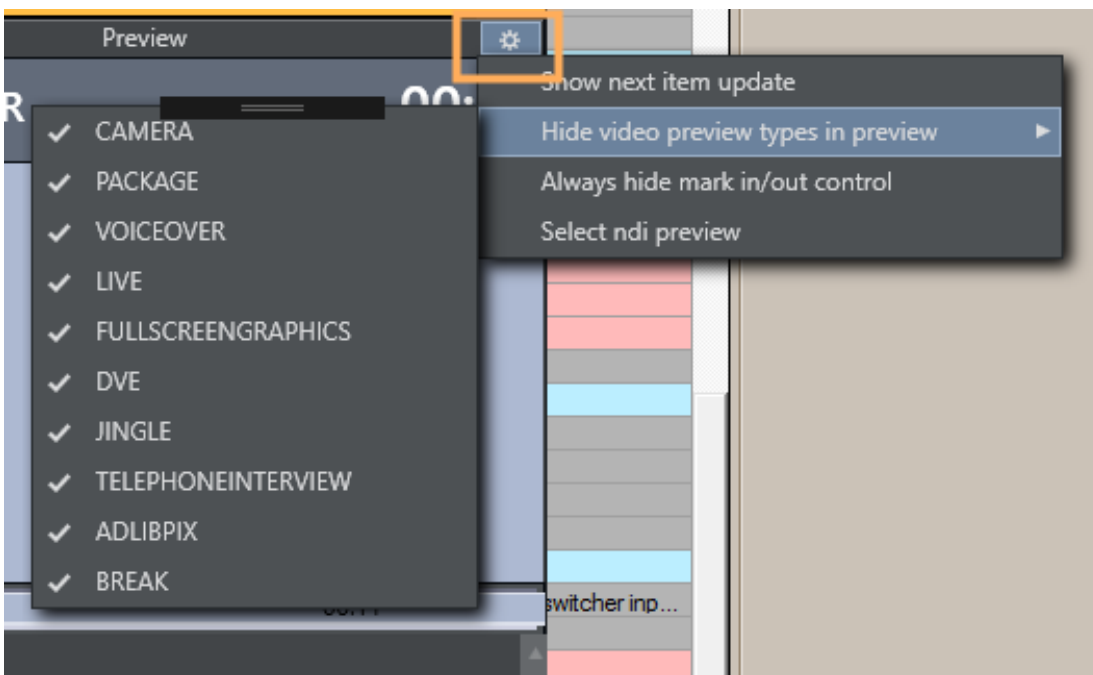 Preview
Show next item update
R
00:
CAMERA
Hide video preview types in preview
PACKAGE
Always hide mark in/out control
VOICEOVER
Select ndi preview
LIVE
FULLSCREENGRAPHICS
DVE
JINGLE
TELEPHONEINTERVIEW
ADLIBPIX
BREAK
switcher inp...